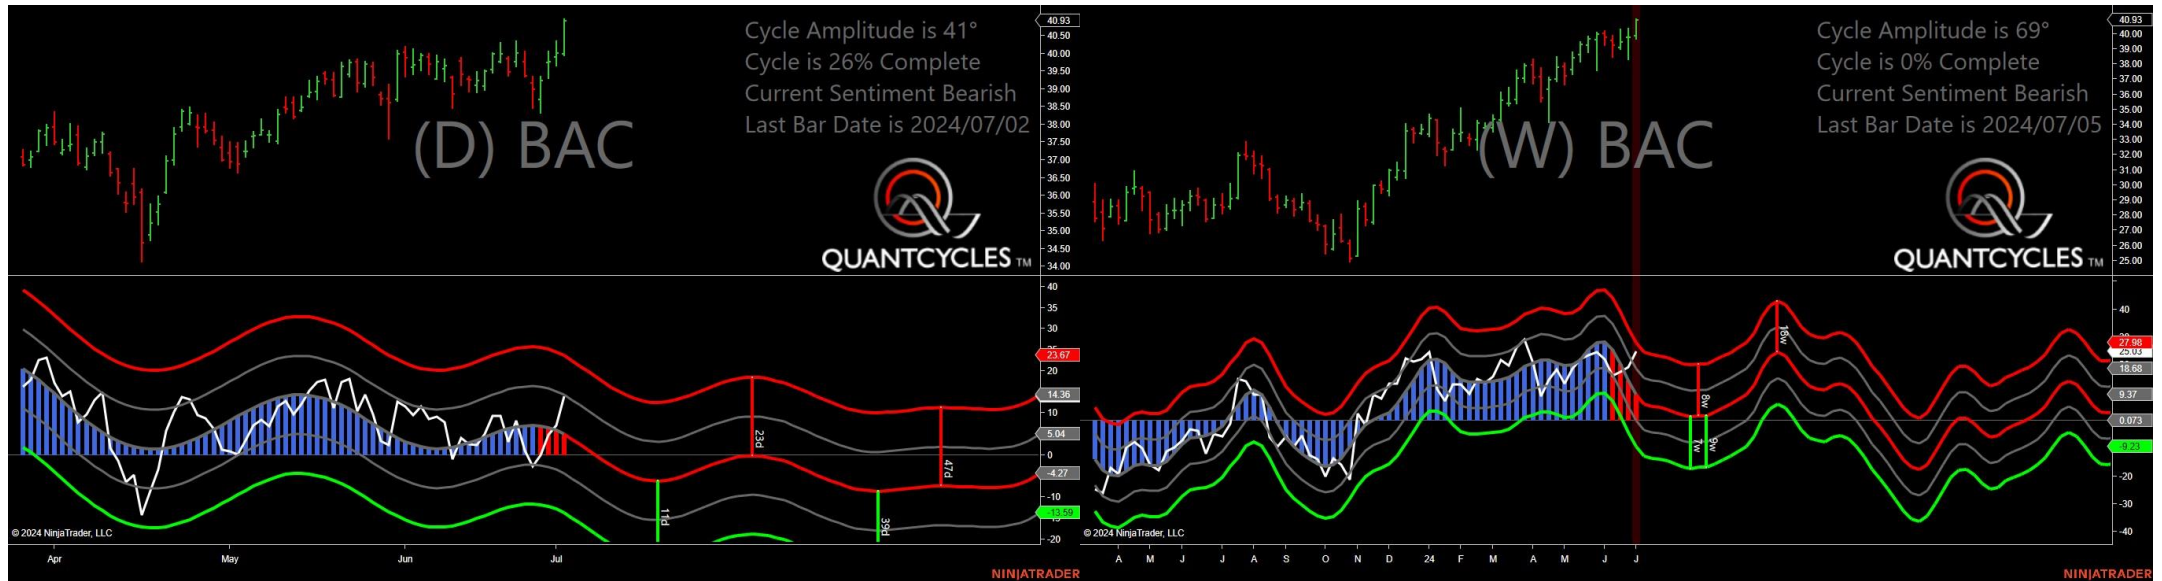 Cycle Amplitude is 41°
Cycle is 26% Complete
Current Sentiment Bearish
Last Bar Date is 2024/07/02
(D) BAC
QUANTCYCLES TM
40.93
40.50
40.00
39.50
39.00
38.50
38.00
37.50
37.00
36.50
36.00
35.50
35.00
34.50
34.00
40
35
30
23.67
20
14.36
10
5.04
0
-4.27
-10
-13.59
-20
11d
23d
39d
47d
© 2024 NinjaTrader, LLC
Apr May Jun Jul
NINJATRADER
Cycle Amplitude is 69°
Cycle is 0% Complete
Current Sentiment Bearish
Last Bar Date is 2024/07/05
(W) BAC
QUANTCYCLES TM
40.93
40.00
39.00
38.00
37.00
36.00
35.00
34.00
33.00
32.00
31.00
30.00
29.00
28.00
27.00
26.00
25.00
40
27.98
25.03
18.68
9.37
0.073
-9.23
-20
-30
-40
7w
8w
9w
18w
© 2024 NinjaTrader, LLC
A M J J A S O N D 24 F M A M J J
NINJATRADER